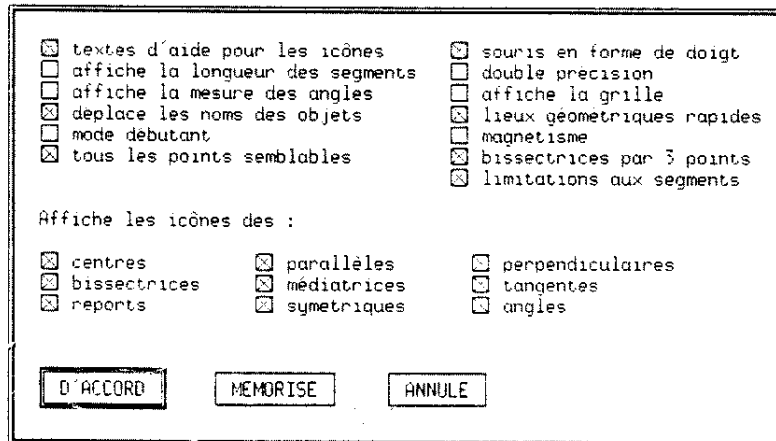 textes d'aide pour les icônes
affiche la longueur des segments
affiche la mesure des angles
déplace les noms des objets
mode débutant
tous les points semblables
souris en forme de doigt
double précision
affiche la grille
lieux géométriques rapides
magnetisme
bissectrices par 3 points
limitations aux segments
Affiche les icônes des :
centres parallèles perpendiculaires
bissectrices médiatrices tangentes
reports symetriques angles
D'ACCORD MEMORISE ANNULE